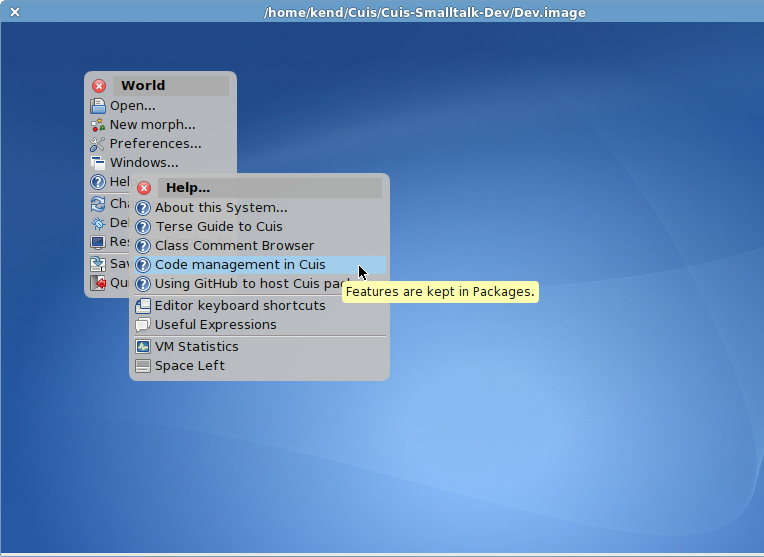 /home/kend/Cuis/Cuis-Smalltalk-Dev/Dev.image
World
Open...
New morph...
Preferences...
Windows...
Hel
Cha
De
Res
Sav
Qu
Help...
About this System...
Terse Guide to Cuis
Class Comment Browser
Code management in Cuis
Using GitHub to host Cuis pac
Features are kept in Packages.
Editor keyboard shortcuts
Useful Expressions
VM Statistics
Space Left